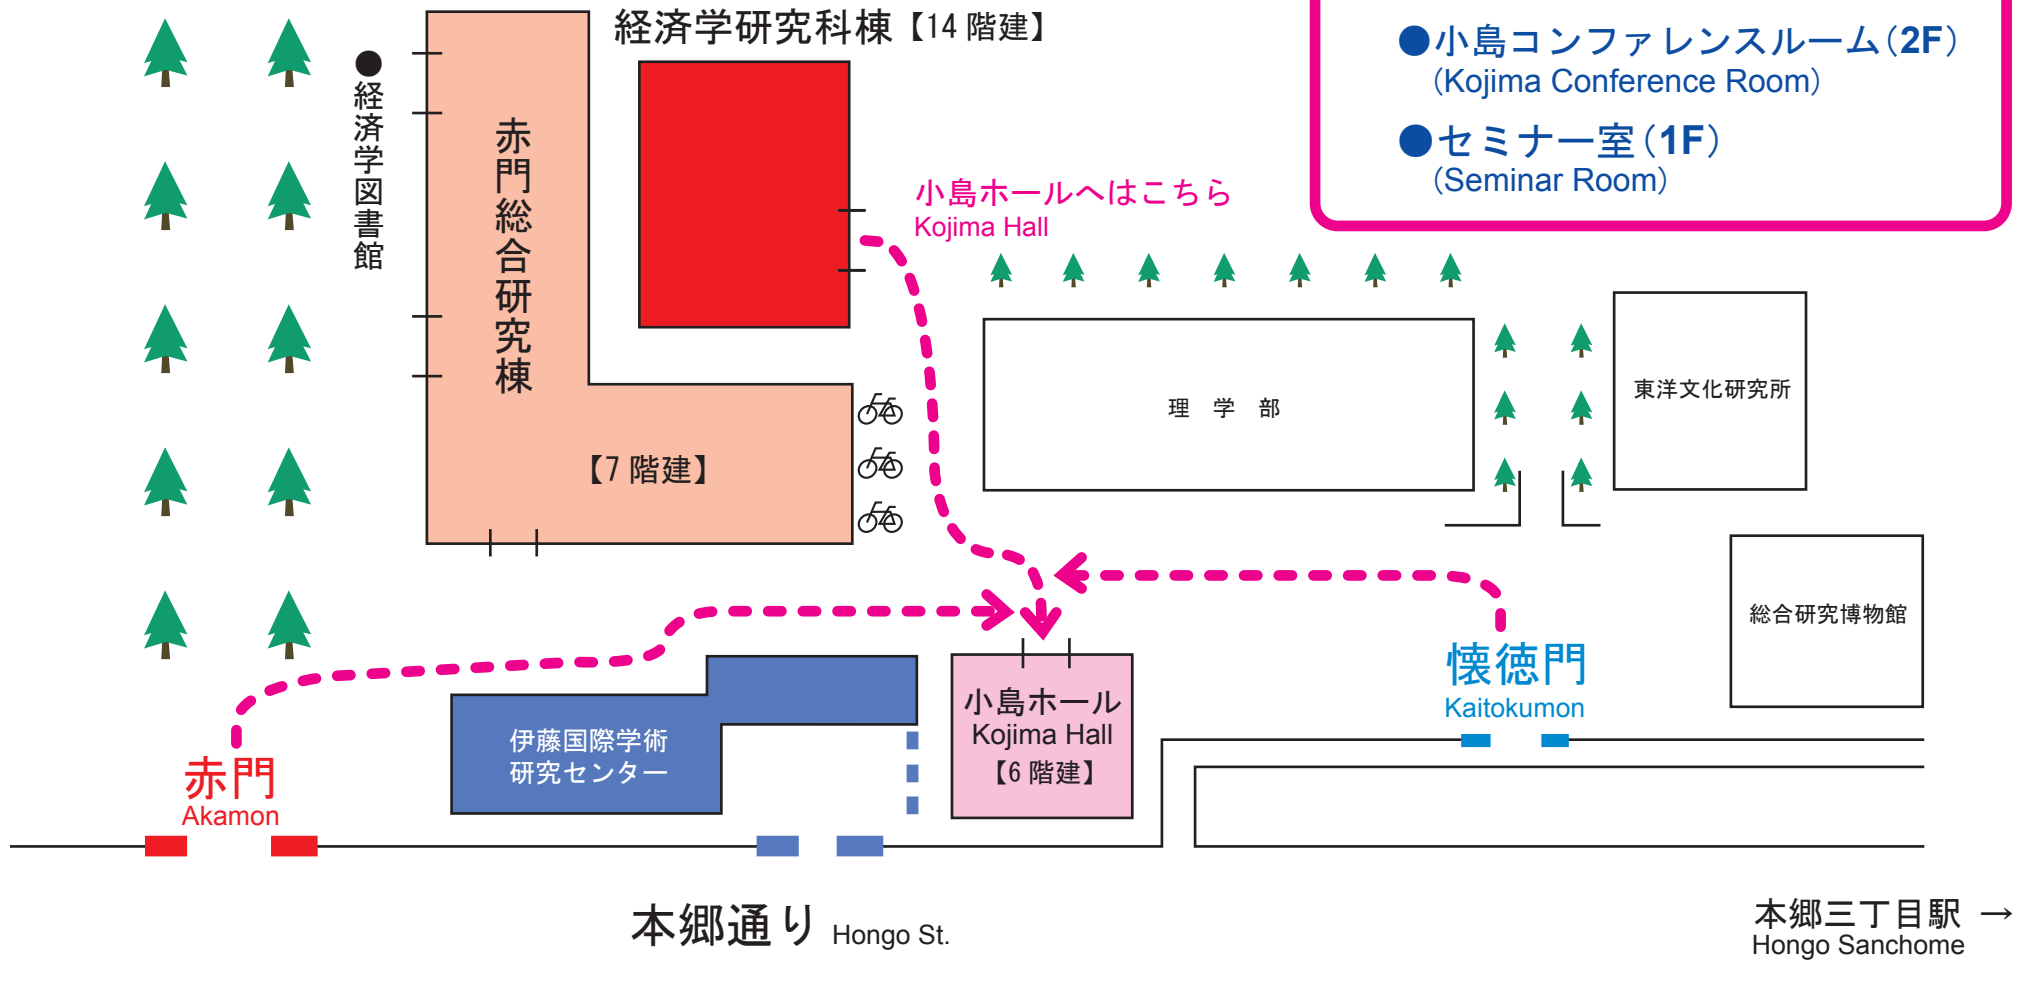 経済学研究科棟【14 階建】
●小島コンファレンスルーム(2F)
(Kojima Conference Room)
●セミナー室(1F)
(Seminar Room)
●経済学図書館
赤門総合研究棟
【7 階建】
小島ホールへはこちら
Kojima Hall
理 学 部
東洋文化研究所
総合研究博物館
懐徳門
Kaitokumon
小島ホール
Kojima Hall
【6 階建】
伊藤国際学術
研究センター
赤門
Akamon
本郷通り Hongo St.
本郷三丁目駅 →
Hongo Sanchome